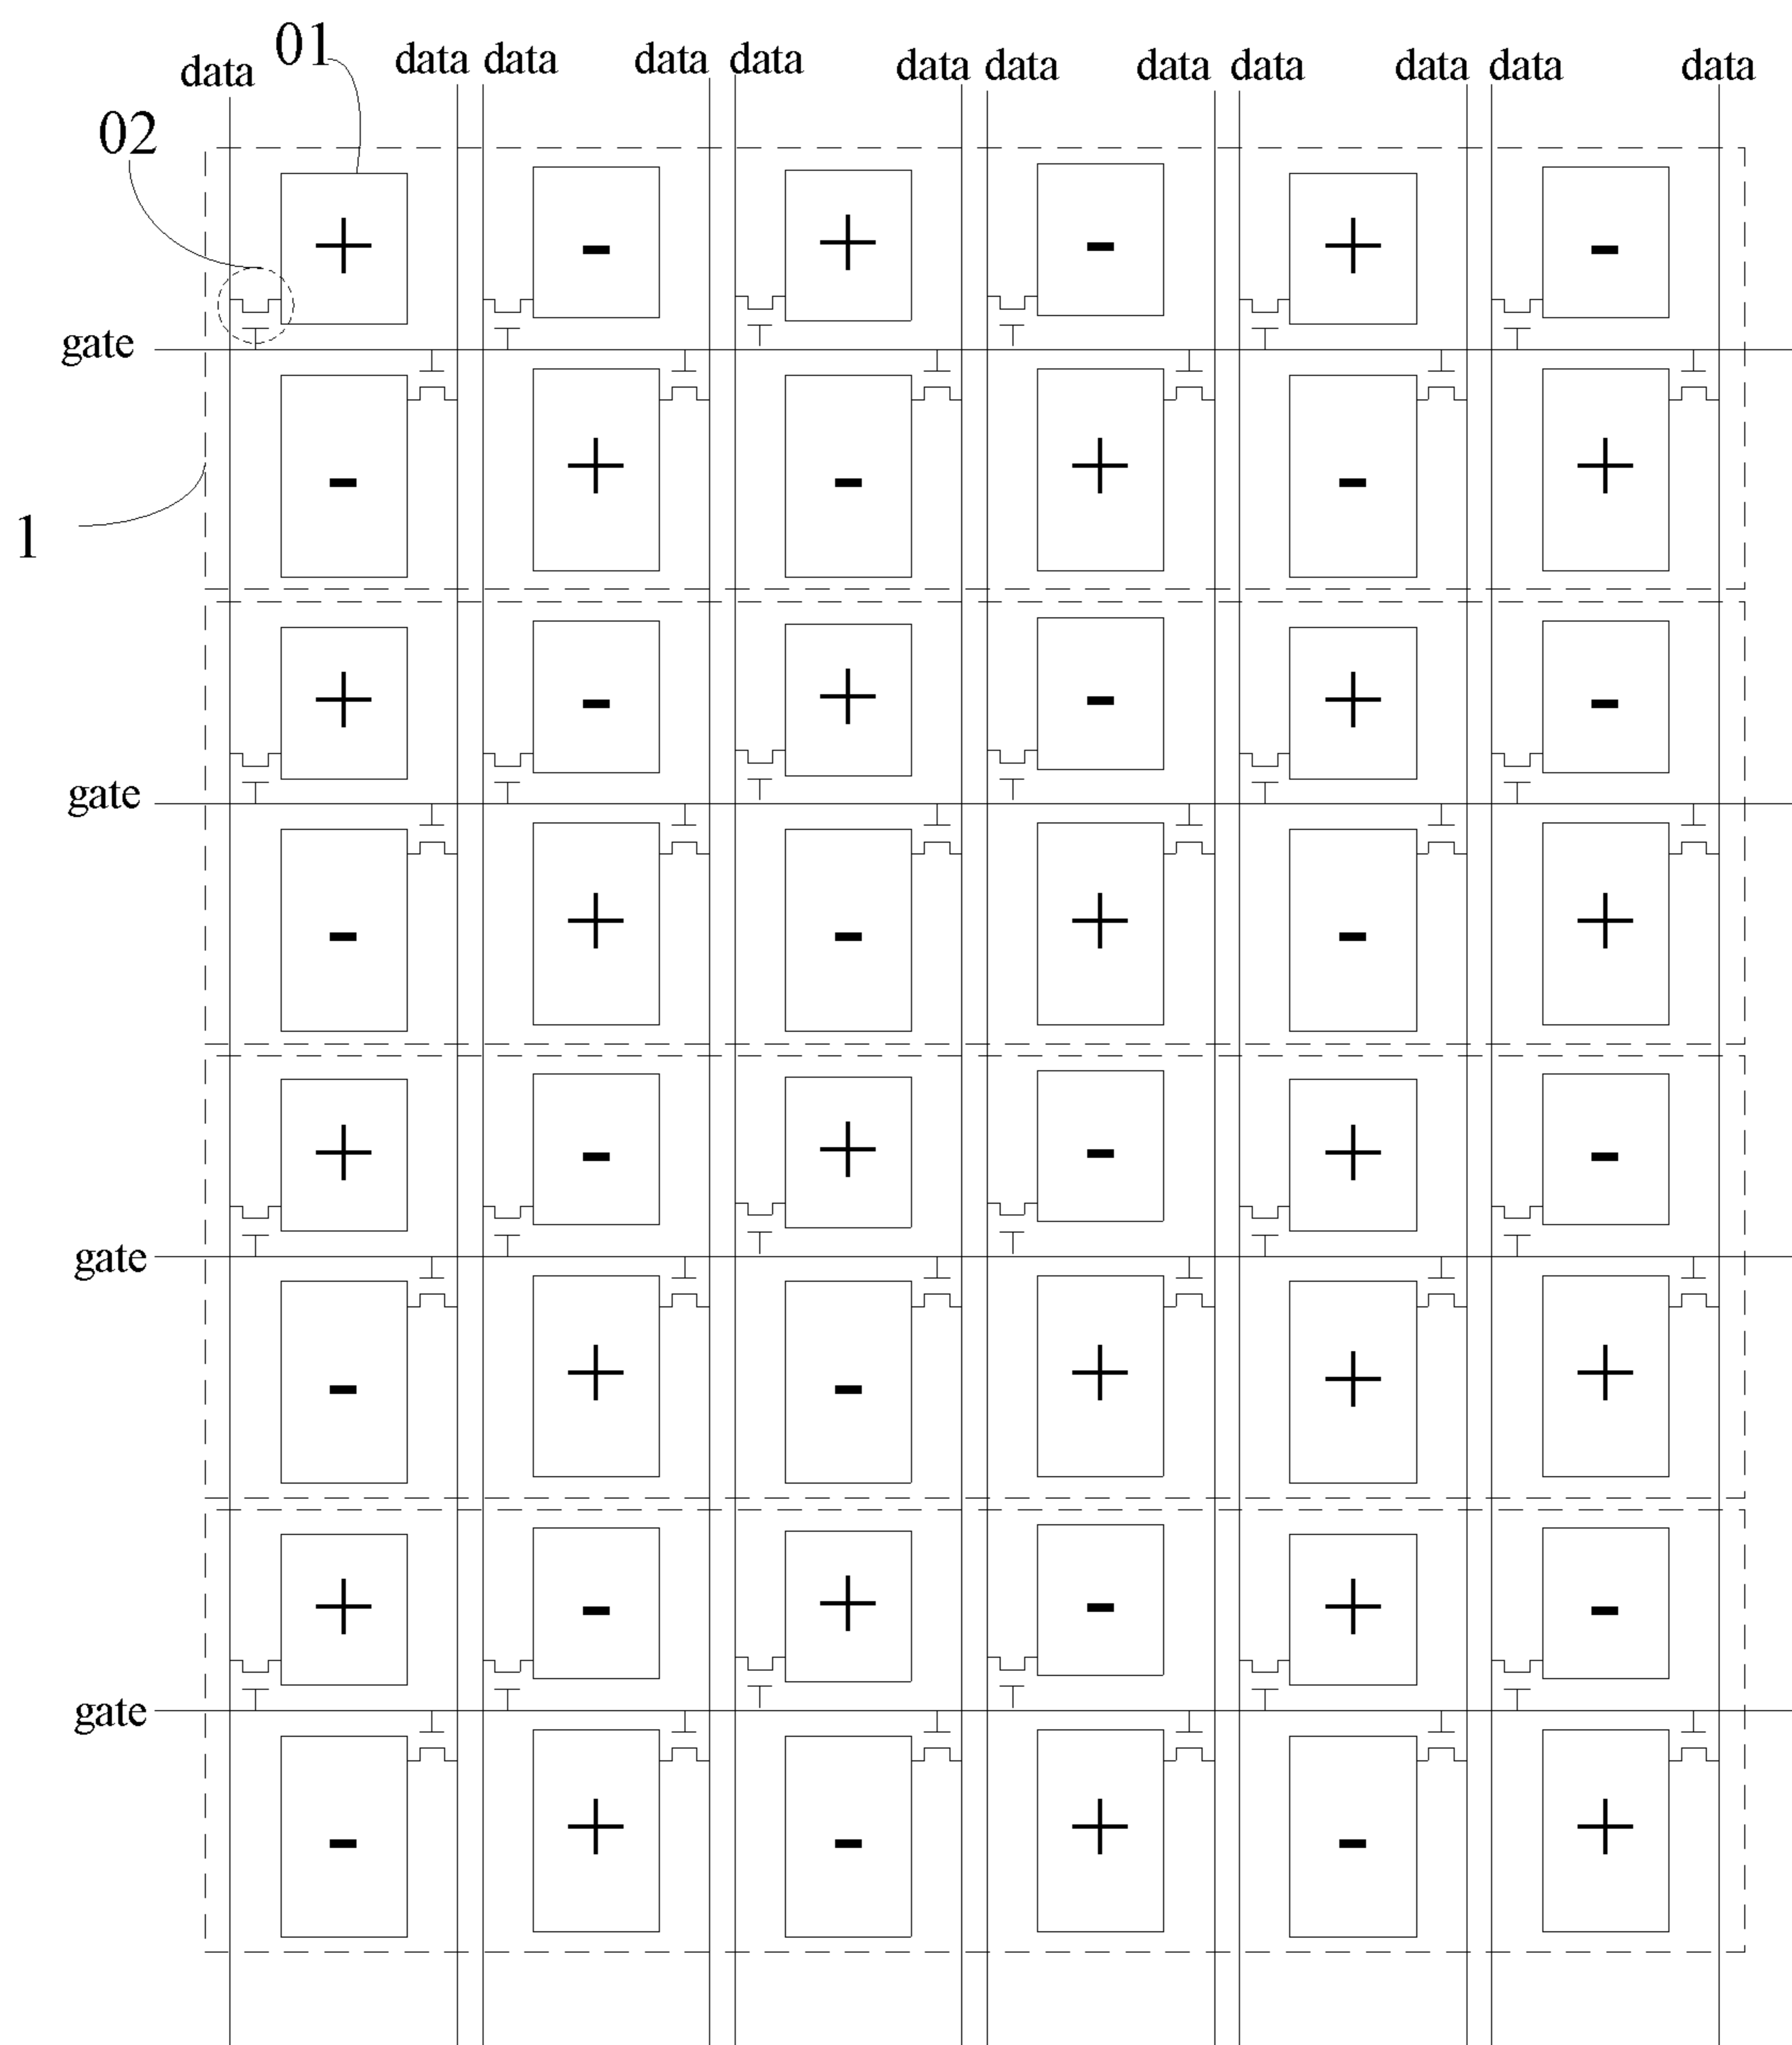 01
data data data data data data data data data data data data
02
+ - + - + -
gate
- + - + - +
1
+ - + - + -
gate
- + - + - +
+ - + - + -
gate
- + - + + +
+ - + - + -
gate
- + - + - +